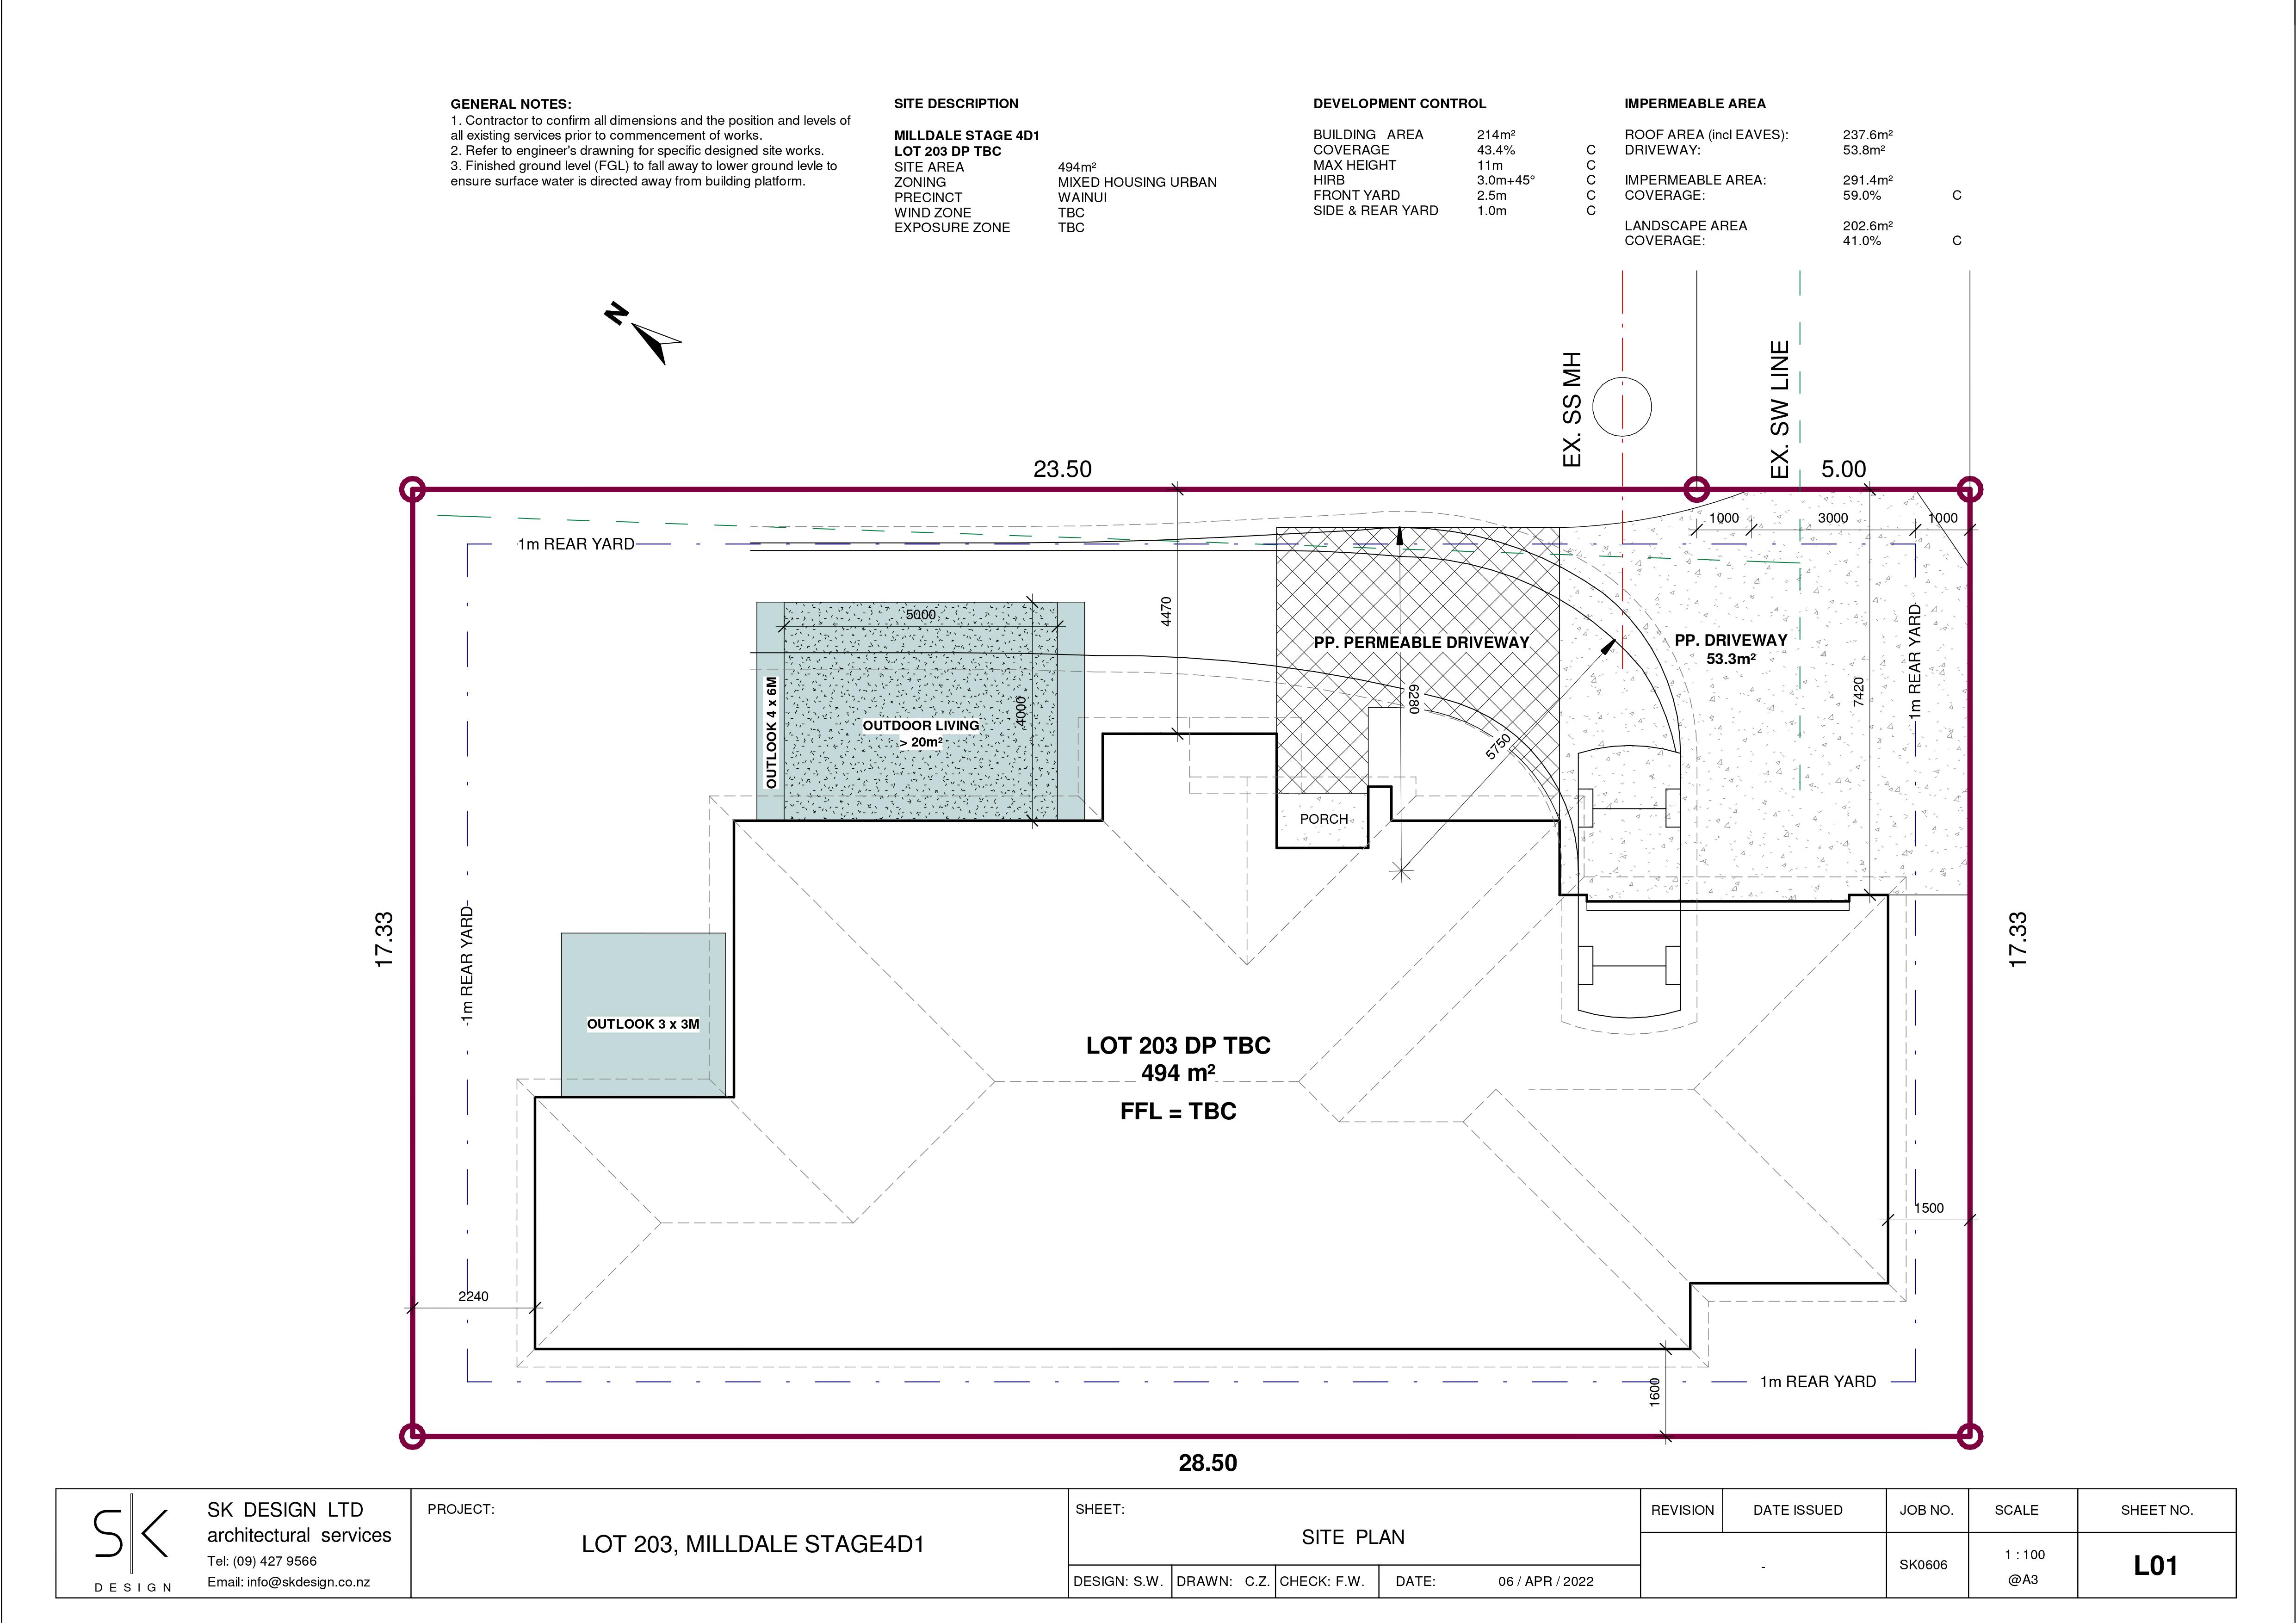 GENERAL NOTES:
1. Contractor to confirm all dimensions and the position and levels of
all existing services prior to commencement of works.
2. Refer to engineer's drawning for specific designed site works.
3. Finished ground level (FGL) to fall away to lower ground levle to
ensure surface water is directed away from building platform.
SITE DESCRIPTION
MILLDALE STAGE 4D1
LOT 203 DP TBC
SITE AREA 494m²
ZONING MIXED HOUSING URBAN
PRECINCT WAINUI
WIND ZONE TBC
EXPOSURE ZONE TBC
DEVELOPMENT CONTROL
BUILDING AREA 214m²
COVERAGE 43.4% C
MAX HEIGHT 11m C
HIRB 3.0m+45° C
FRONT YARD 2.5m C
SIDE & REAR YARD 1.0m C
IMPERMEABLE AREA
ROOF AREA (incl EAVES): 237.6m²
DRIVEWAY: 53.8m²
IMPERMEABLE AREA: 291.4m²
COVERAGE: 59.0% C
LANDSCAPE AREA 202.6m²
COVERAGE: 41.0% C
N
EX. SS MH
EX. SW LINE
23.50
5.00
1000
3000
1000
1m REAR YARD
5000
4470
OUTLOOK 4 x 6M
OUTDOOR LIVING
> 20m²
4000
PP. PERMEABLE DRIVEWAY
6280
5750
PP. DRIVEWAY
53.3m²
7420
1m REAR YARD
PORCH
17.33
1m REAR YARD
OUTLOOK 3 x 3M
17.33
LOT 203 DP TBC
494 m²
FFL = TBC
1500
2240
1600
1m REAR YARD
28.50
SK DESIGN
SK DESIGN LTD
architectural services
Tel: (09) 427 9566
Email: info@skdesign.co.nz
PROJECT:
LOT 203, MILLDALE STAGE4D1
SHEET:
SITE PLAN
DESIGN: S.W.
DRAWN: C.Z.
CHECK: F.W.
DATE: 06 / APR / 2022
REVISION
DATE ISSUED
-
JOB NO.
SK0606
SCALE
1 : 100
@A3
SHEET NO.
L01